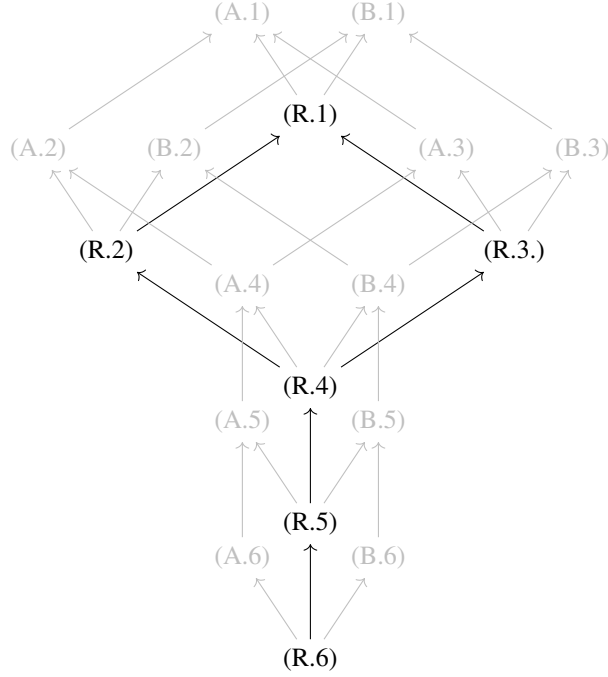 (A.1) (B.1)
(R.1)
(A.2) (B.2) (A.3) (B.3)
(R.2) (R.3.)
(A.4) (B.4)
(R.4)
(A.5) (B.5)
(R.5)
(A.6) (B.6)
(R.6)